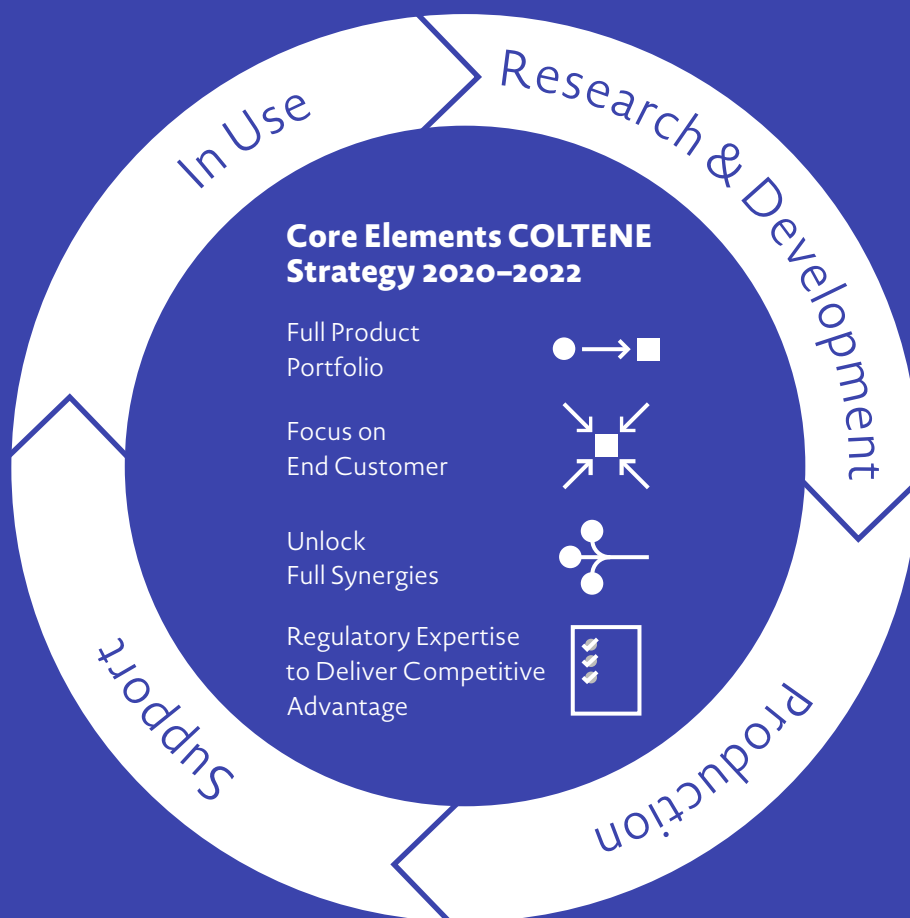 In Use
Research & Development
Core Elements COLTENE
Strategy 2020–2022
Full Product
Portfolio
Focus on
End Customer
Unlock
Full Synergies
Regulatory Expertise
to Deliver Competitive
Advantage
Support
Production